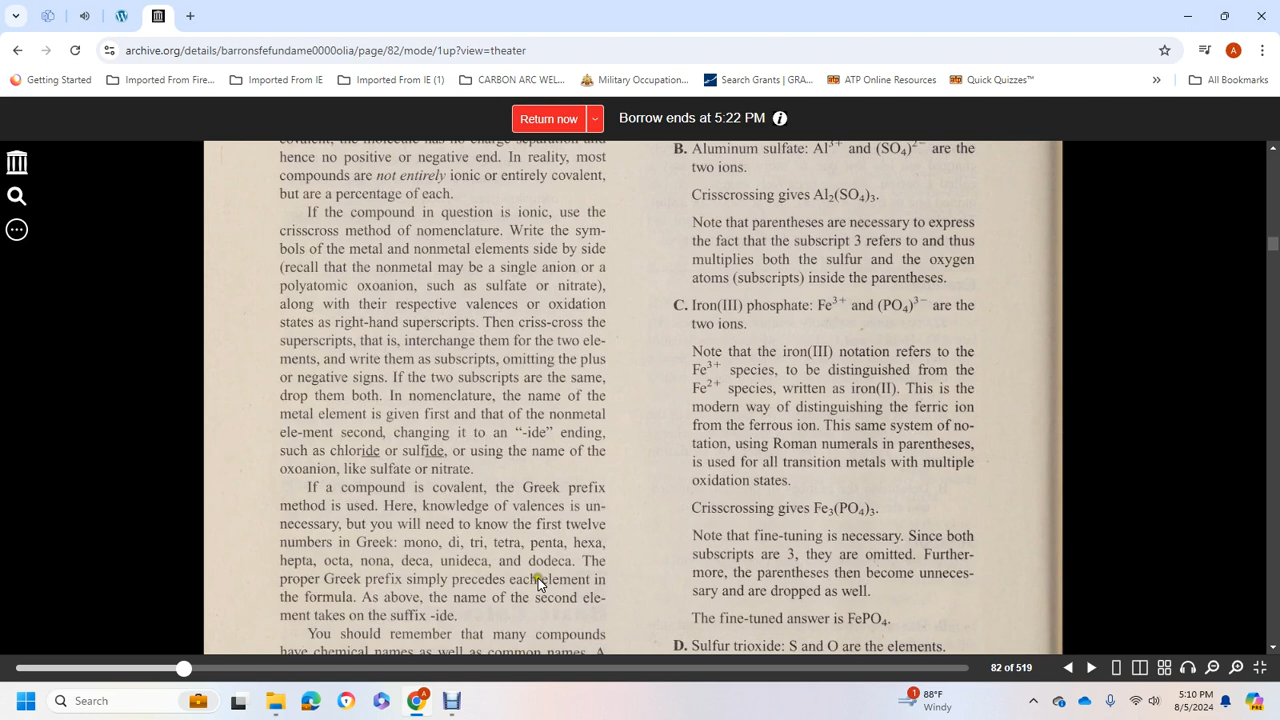 archive.org/details/barronsfefundame0000olia/page/82/mode/1up?view=theater
A
Getting Started
Imported From Fire...
Imported From IE
Imported From IE (1)
CARBON ARC WEL...
Military Occupation...
Search Grants | GRA...
ATP Online Resources
Quick Quizzes™
»
All Bookmarks
Return now
Borrow ends at 5:22 PM
hence no positive or negative end. In reality, most
compounds are not entirely ionic or entirely covalent,
but are a percentage of each.
If the compound in question is ionic, use the
crisscross method of nomenclature. Write the sym-
bols of the metal and nonmetal elements side by side
(recall that the nonmetal may be a single anion or a
polyatomic oxoanion, such as sulfate or nitrate),
along with their respective valences or oxidation
states as right-hand superscripts. Then criss-cross the
superscripts, that is, interchange them for the two ele-
ments, and write them as subscripts, omitting the plus
or negative signs. If the two subscripts are the same,
drop them both. In nomenclature, the name of the
metal element is given first and that of the nonmetal
ele-ment second, changing it to an “-ide” ending,
such as chloride or sulfide, or using the name of the
oxoanion, like sulfate or nitrate.
If a compound is covalent, the Greek prefix
method is used. Here, knowledge of valences is un-
necessary, but you will need to know the first twelve
numbers in Greek: mono, di, tri, tetra, penta, hexa,
hepta, octa, nona, deca, unideca, and dodeca. The
proper Greek prefix simply precedes each element in
the formula. As above, the name of the second ele-
ment takes on the suffix -ide.
You should remember that many compounds
have chemical names as well as common names. A
B. Aluminum sulfate: Al³⁺ and (SO₄)²⁻ are the
two ions.
Crisscrossing gives Al₂(SO₄)₃.
Note that parentheses are necessary to express
the fact that the subscript 3 refers to and thus
multiplies both the sulfur and the oxygen
atoms (subscripts) inside the parentheses.
C. Iron(III) phosphate: Fe³⁺ and (PO₄)³⁻ are the
two ions.
Note that the iron(III) notation refers to the
Fe³⁺ species, to be distinguished from the
Fe²⁺ species, written as iron(II). This is the
modern way of distinguishing the ferric ion
from the ferrous ion. This same system of no-
tation, using Roman numerals in parentheses,
is used for all transition metals with multiple
oxidation states.
Crisscrossing gives Fe₃(PO₄)₃.
Note that fine-tuning is necessary. Since both
subscripts are 3, they are omitted. Further-
more, the parentheses then become unneces-
sary and are dropped as well.
The fine-tuned answer is FePO₄.
D. Sulfur trioxide: S and O are the elements.
82 of 519
Search
1
88°F
Windy
5:10 PM
8/5/2024